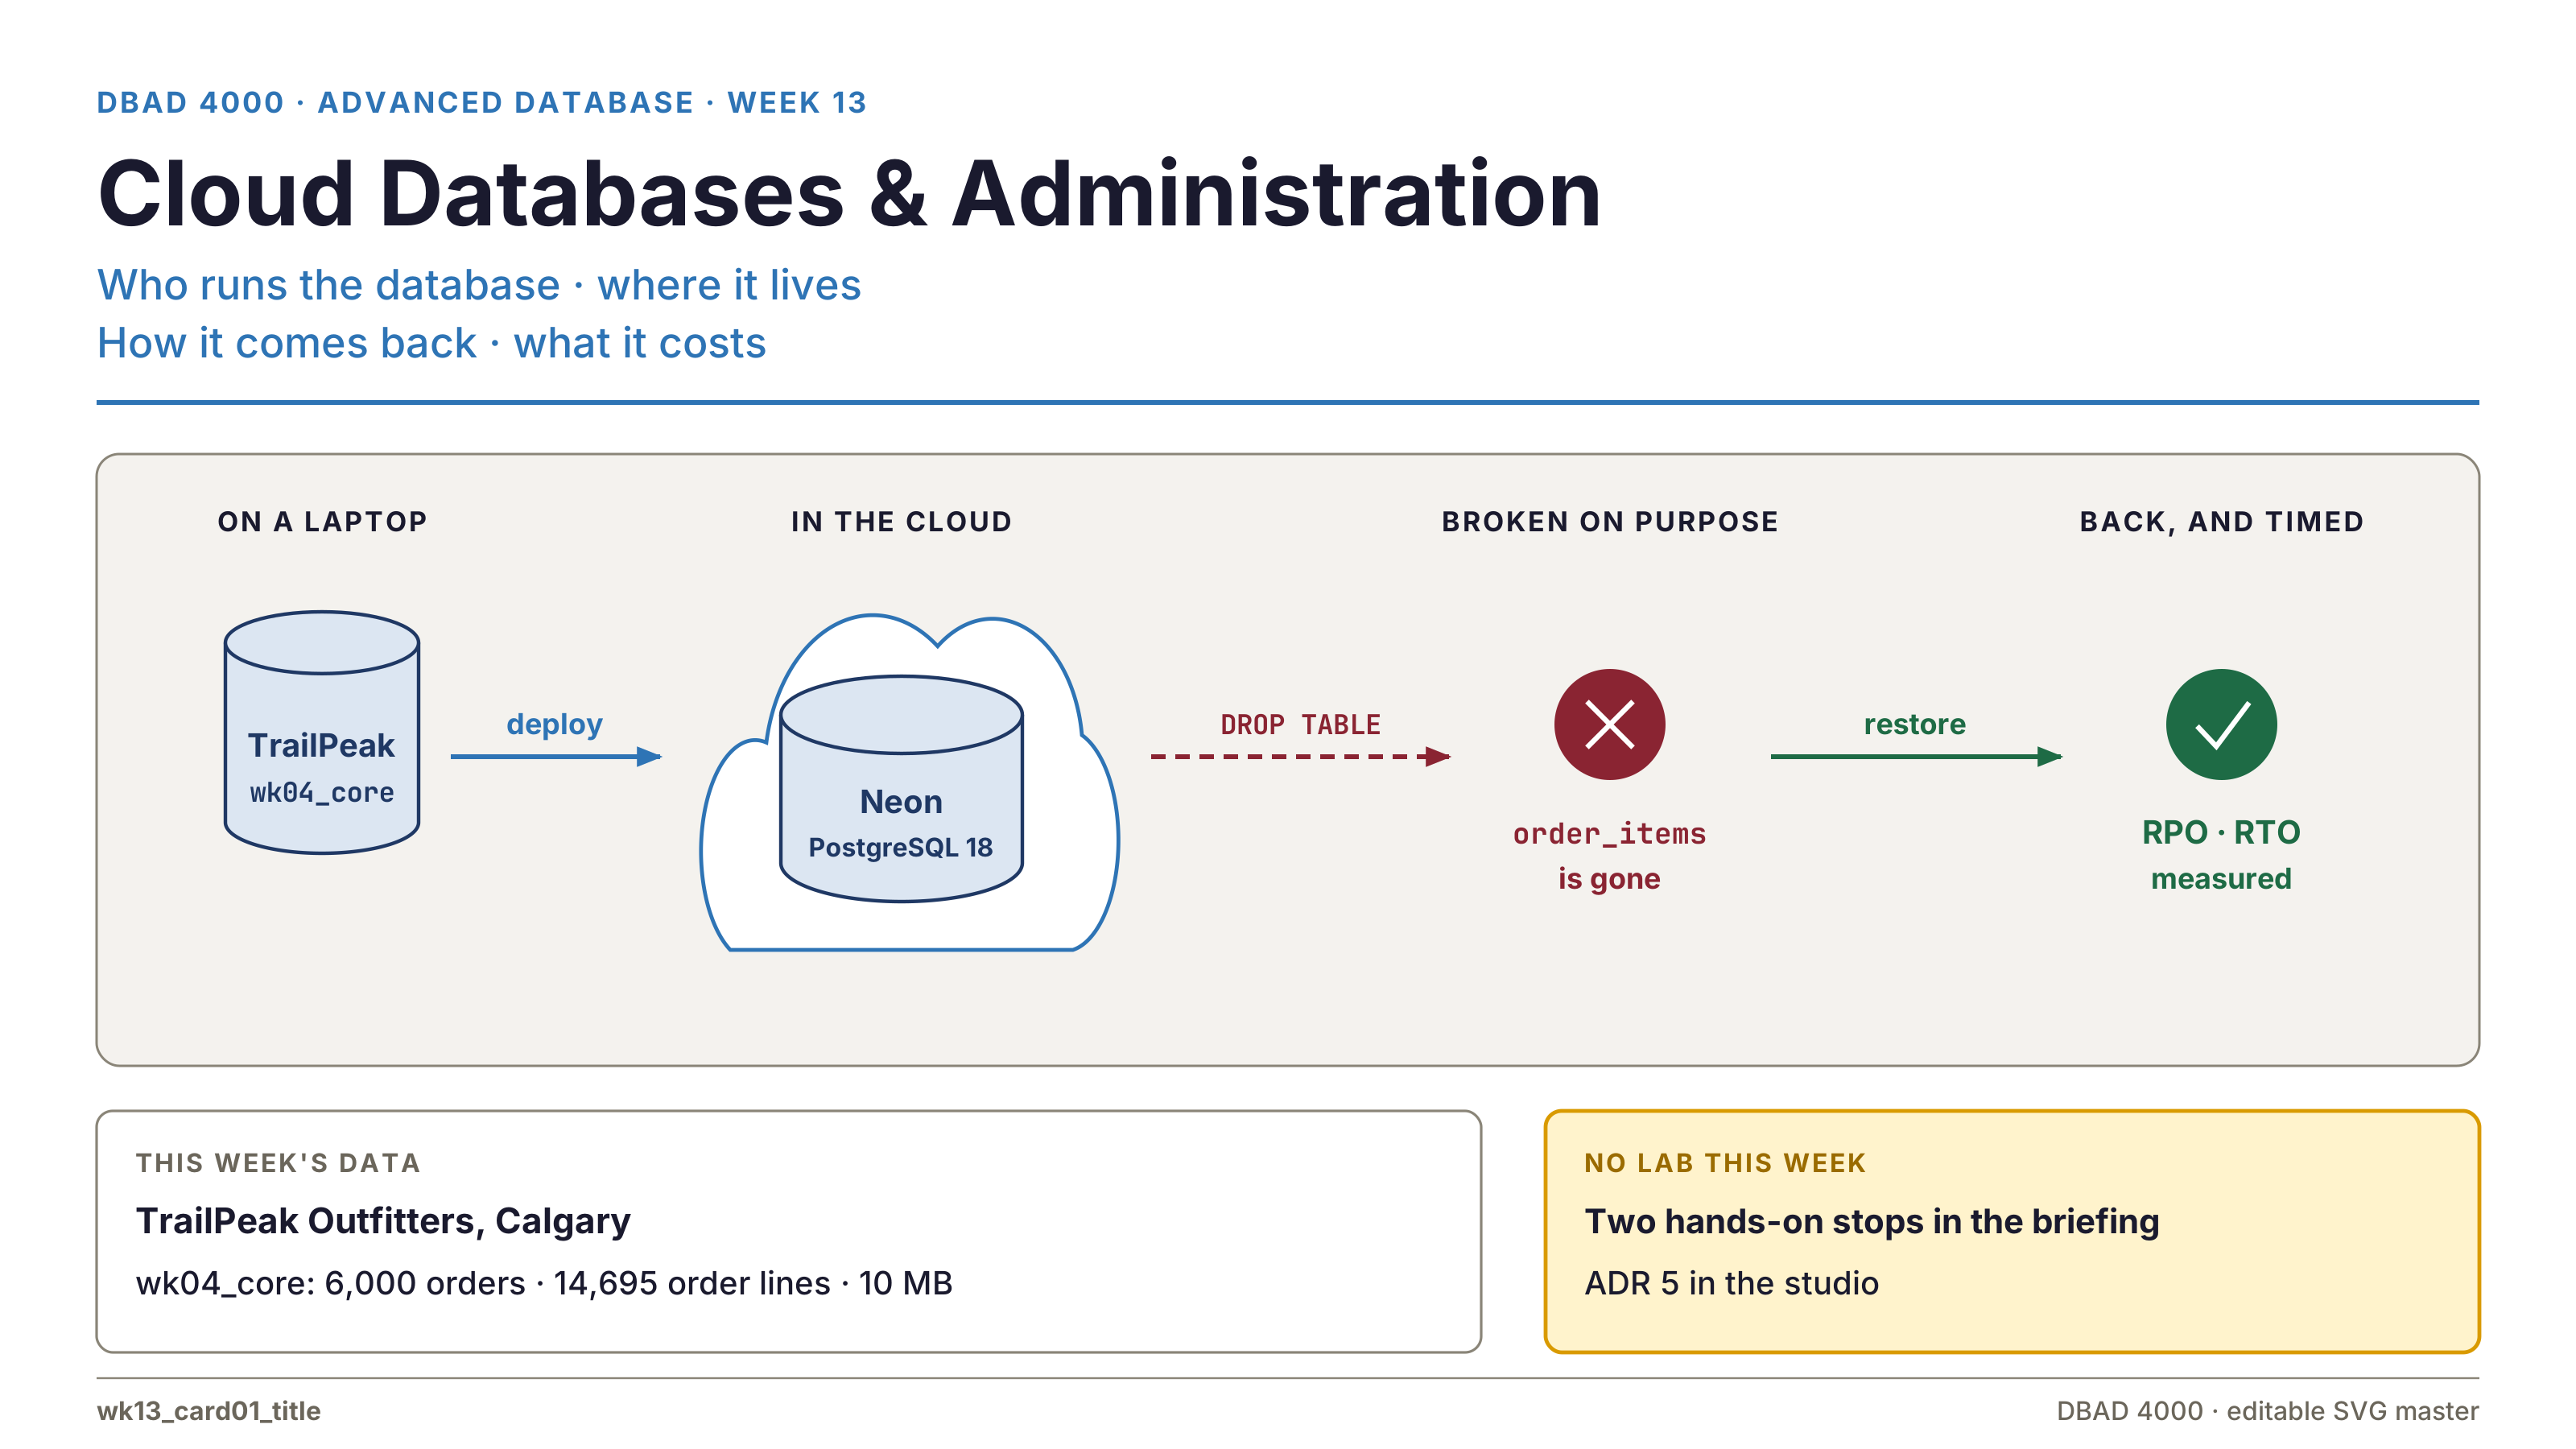 DBAD 4000 · ADVANCED DATABASE · WEEK 13
Cloud Databases & Administration
Who runs the database · where it lives
How it comes back · what it costs
ON A LAPTOP
IN THE CLOUD
BROKEN ON PURPOSE
BACK, AND TIMED
TrailPeak
wk04_core
deploy
Neon
PostgreSQL 18
DROP TABLE
order_items
is gone
restore
RPO · RTO
measured
THIS WEEK'S DATA
TrailPeak Outfitters, Calgary
wk04_core: 6,000 orders · 14,695 order lines · 10 MB
NO LAB THIS WEEK
Two hands-on stops in the briefing
ADR 5 in the studio
wk13_card01_title
DBAD 4000 · editable SVG master